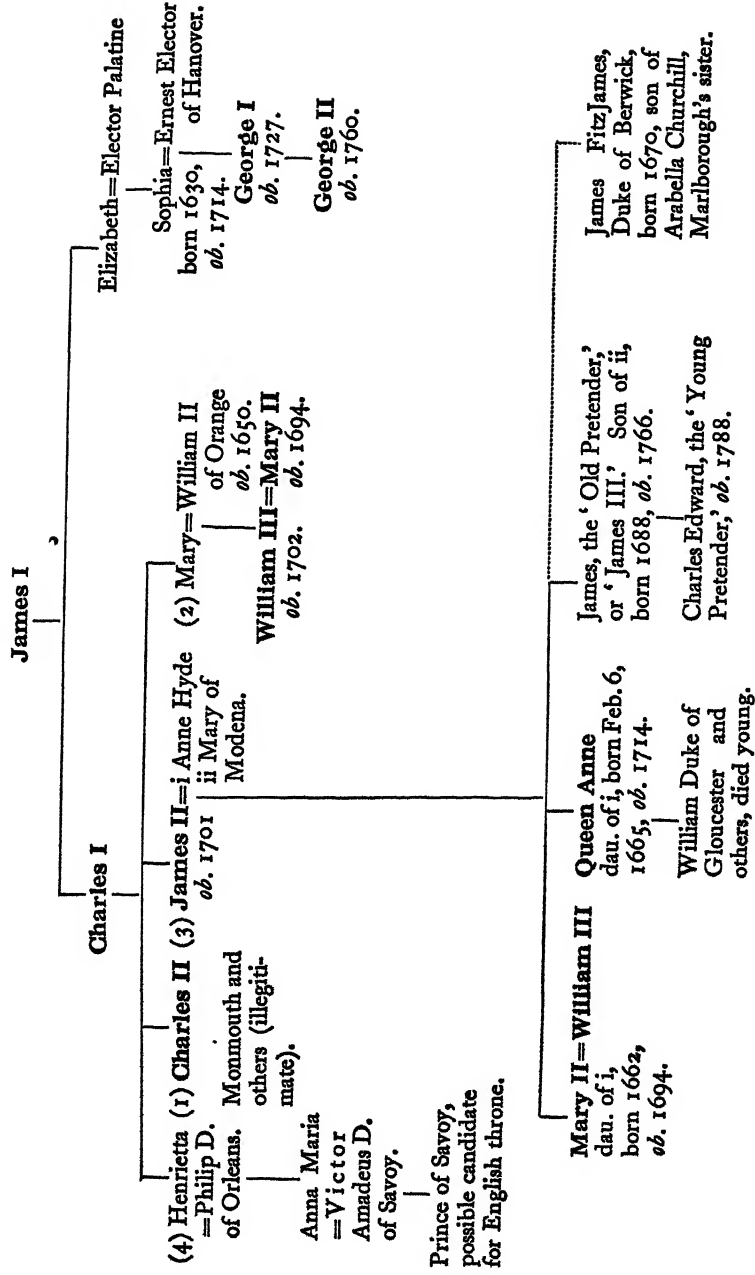 James I
Charles I
Elizabeth=Elector Palatine
Sophia=Ernest Elector
born 1630, of Hanover.
ob. 1714.
George I
ob. 1727.
George II
ob. 1760.
(4) Henrietta
=Philip D.
of Orleans.
Anna Maria
=Victor
Amadeus D.
of Savoy.
Prince of Savoy,
possible candidate
for English throne.
(1) Charles II
Monmouth and
others (illegiti-
mate).
(3) James II=i Anne Hyde
ob. 1701 ii Mary of
Modena.
(2) Mary=William II
of Orange
ob. 1650.
William III=Mary II
ob. 1702. ob. 1694.
Mary II=William III
dau. of i,
born 1662,
ob. 1694.
Queen Anne
dau. of i, born Feb. 6,
1665, ob. 1714.
William Duke of
Gloucester and
others, died young.
James, the ‘Old Pretender,’
or ‘James III.’ Son of ii,
born 1688, ob. 1766.
Charles Edward, the ‘Young
Pretender,’ ob. 1788.
James FitzJames,
Duke of Berwick,
born 1670, son of
Arabella Churchill,
Marlborough’s sister.